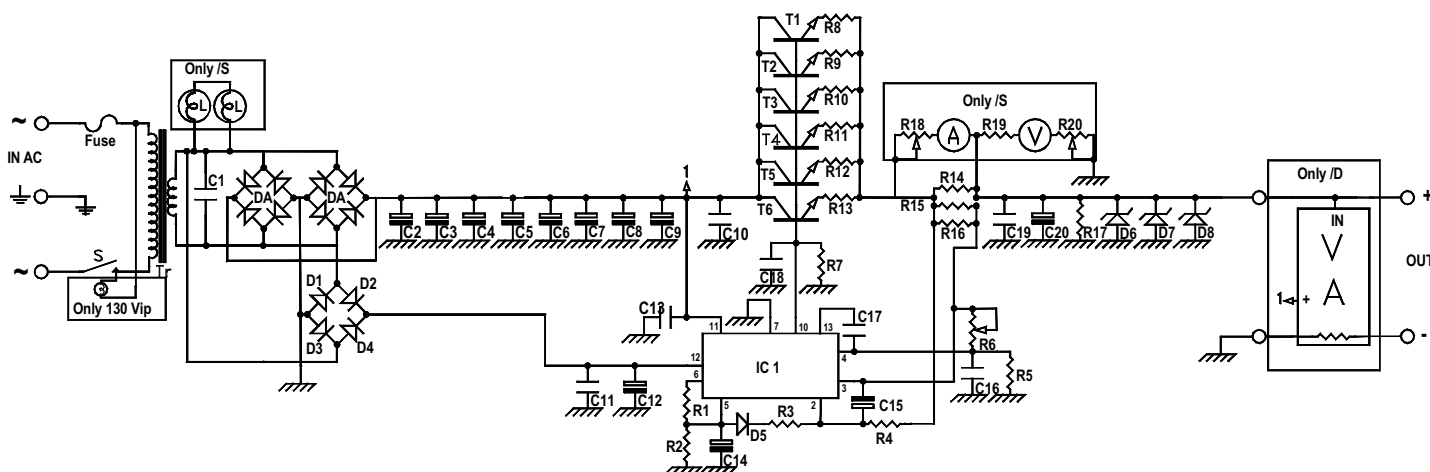 T1
R8
T2
R9
T3
R10
T4
R11
T5
R12
T6
R13
Only /S
L L
~
Fuse
IN AC
~
S
Tr
Only 130 Vip
C1
DA DA
D1 D2
D3 D4
C2 C3 C4 C5 C6 C7 C8 C9
1
C10
C18
R7
C13
11 7 10 13
C17
12
6
IC 1
4
3
5 2
C11 C12
R1
R2
C14
D5
R3
C15
R4
Only /S
R18 A R19 V R20
R14
R15
R16
C19 C20 R17 D6 D7 D8
R6
C16
R5
Only /D
IN
V
A
1 +
+
OUT
-